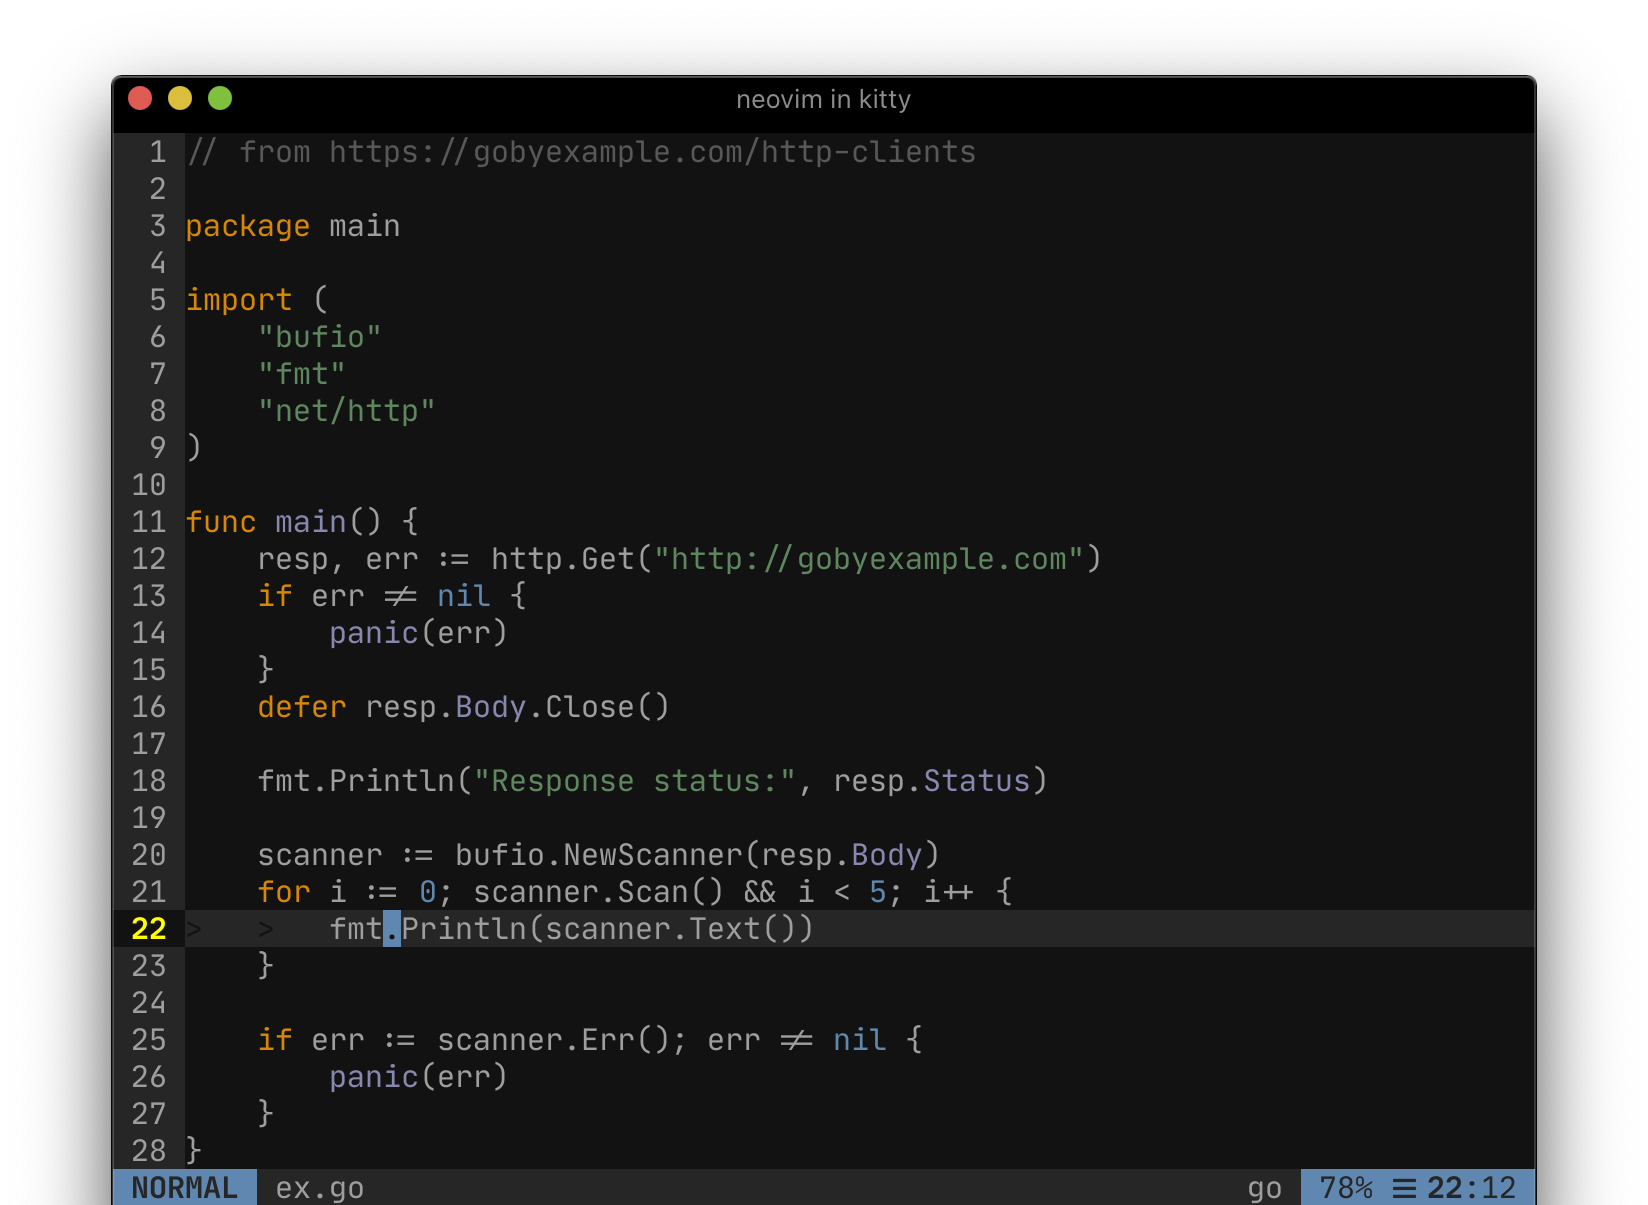 neovim in kitty
1 // from https://gobyexample.com/http-clients
2
3 package main
4
5 import (
6     "bufio"
7     "fmt"
8     "net/http"
9 )
10
11 func main() {
12     resp, err := http.Get("http://gobyexample.com")
13     if err != nil {
14         panic(err)
15     }
16     defer resp.Body.Close()
17
18     fmt.Println("Response status:", resp.Status)
19
20     scanner := bufio.NewScanner(resp.Body)
21     for i := 0; scanner.Scan() && i < 5; i++ {
22 >   >   fmt.Println(scanner.Text())
23     }
24
25     if err := scanner.Err(); err != nil {
26         panic(err)
27     }
28 }
NORMAL ex.go go 78% ☰ 22:12